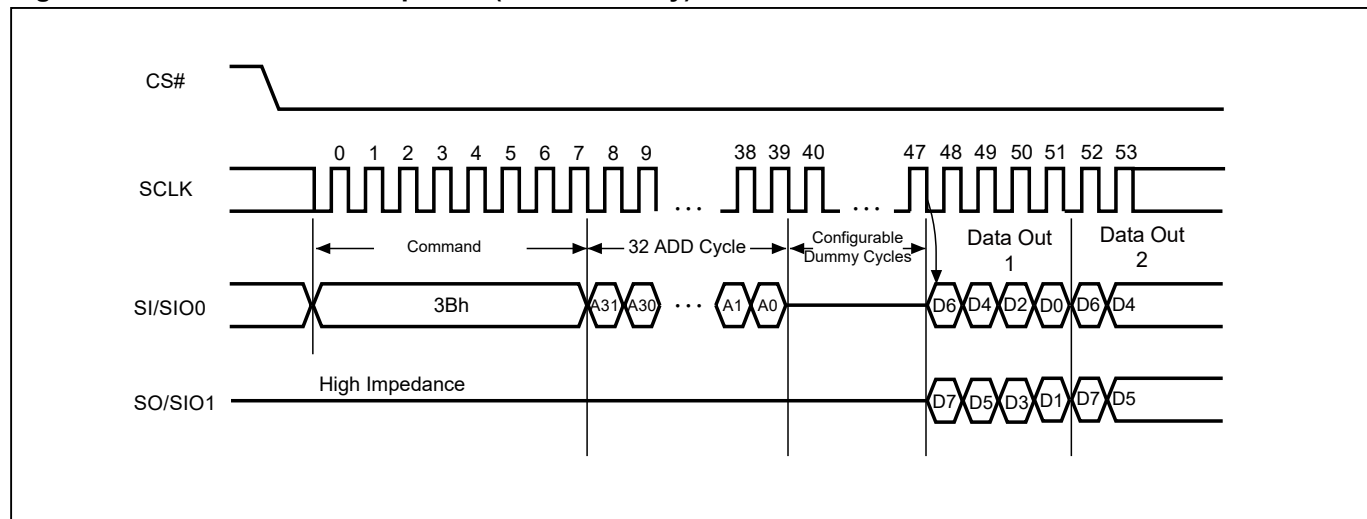 CS#
0 1 2 3 4 5 6 7 8 9 38 39 40 47 48 49 50 51 52 53
SCLK
... ...
Command 32 ADD Cycle Configurable Data Out Data Out
Dummy Cycles 1 2
SI/SIO0 3Bh A31 A30 ... A1 A0 D6 D4 D2 D0 D6 D4
High Impedance
SO/SIO1 D7 D5 D3 D1 D7 D5